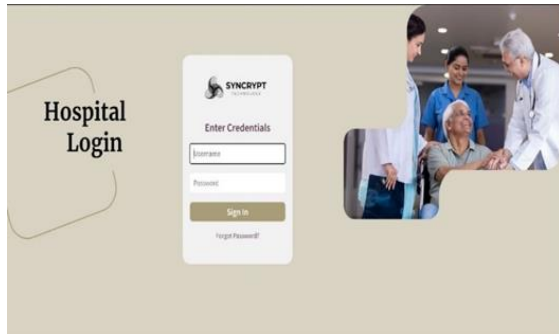 Hospital
Login
SYNCRYPT
Enter Credentials
Username
Password
Sign In
Forgot Password?